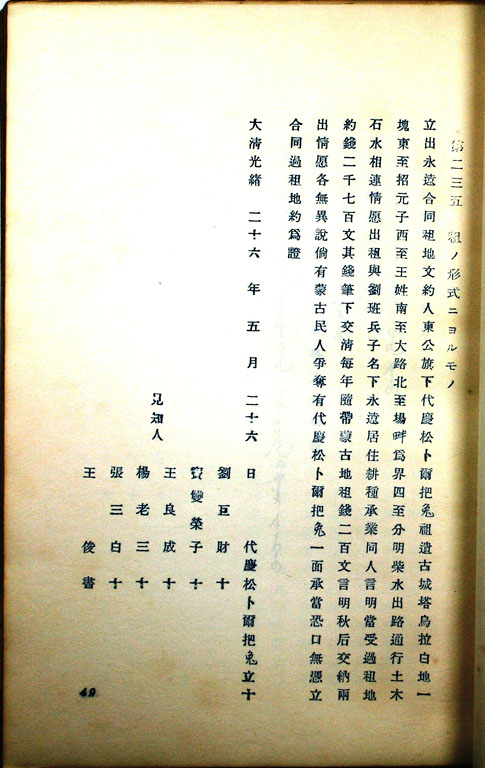 第二三五 租ノ形式ニヨルモノ
立出永遠合同租地文約人東公旗下代慶松卜爾把兔祖遺古城塔烏拉白地一
塊東至招元子西至王姓南至大路北至場畔為界四至分明柴水出路通行土木
石水相連情愿出租與劉班兵子名下永遠居住耕種承業同人言明當受過租地
約錢二千七百文其錢筆下交清每年隨帶蒙古地租錢二百文言明秋后交納兩
出情愿各無異說倘有蒙古民人爭奪有代慶松卜爾把兔一面承當恐口無憑立
合同過租地約為證
大清光緒 二十六 年 五 月 二十六 日 代慶松卜爾把兔立十
劉巨財十
見知人 竇雙榮子十
王良成十
楊老三十
張三白十
王俊書
49